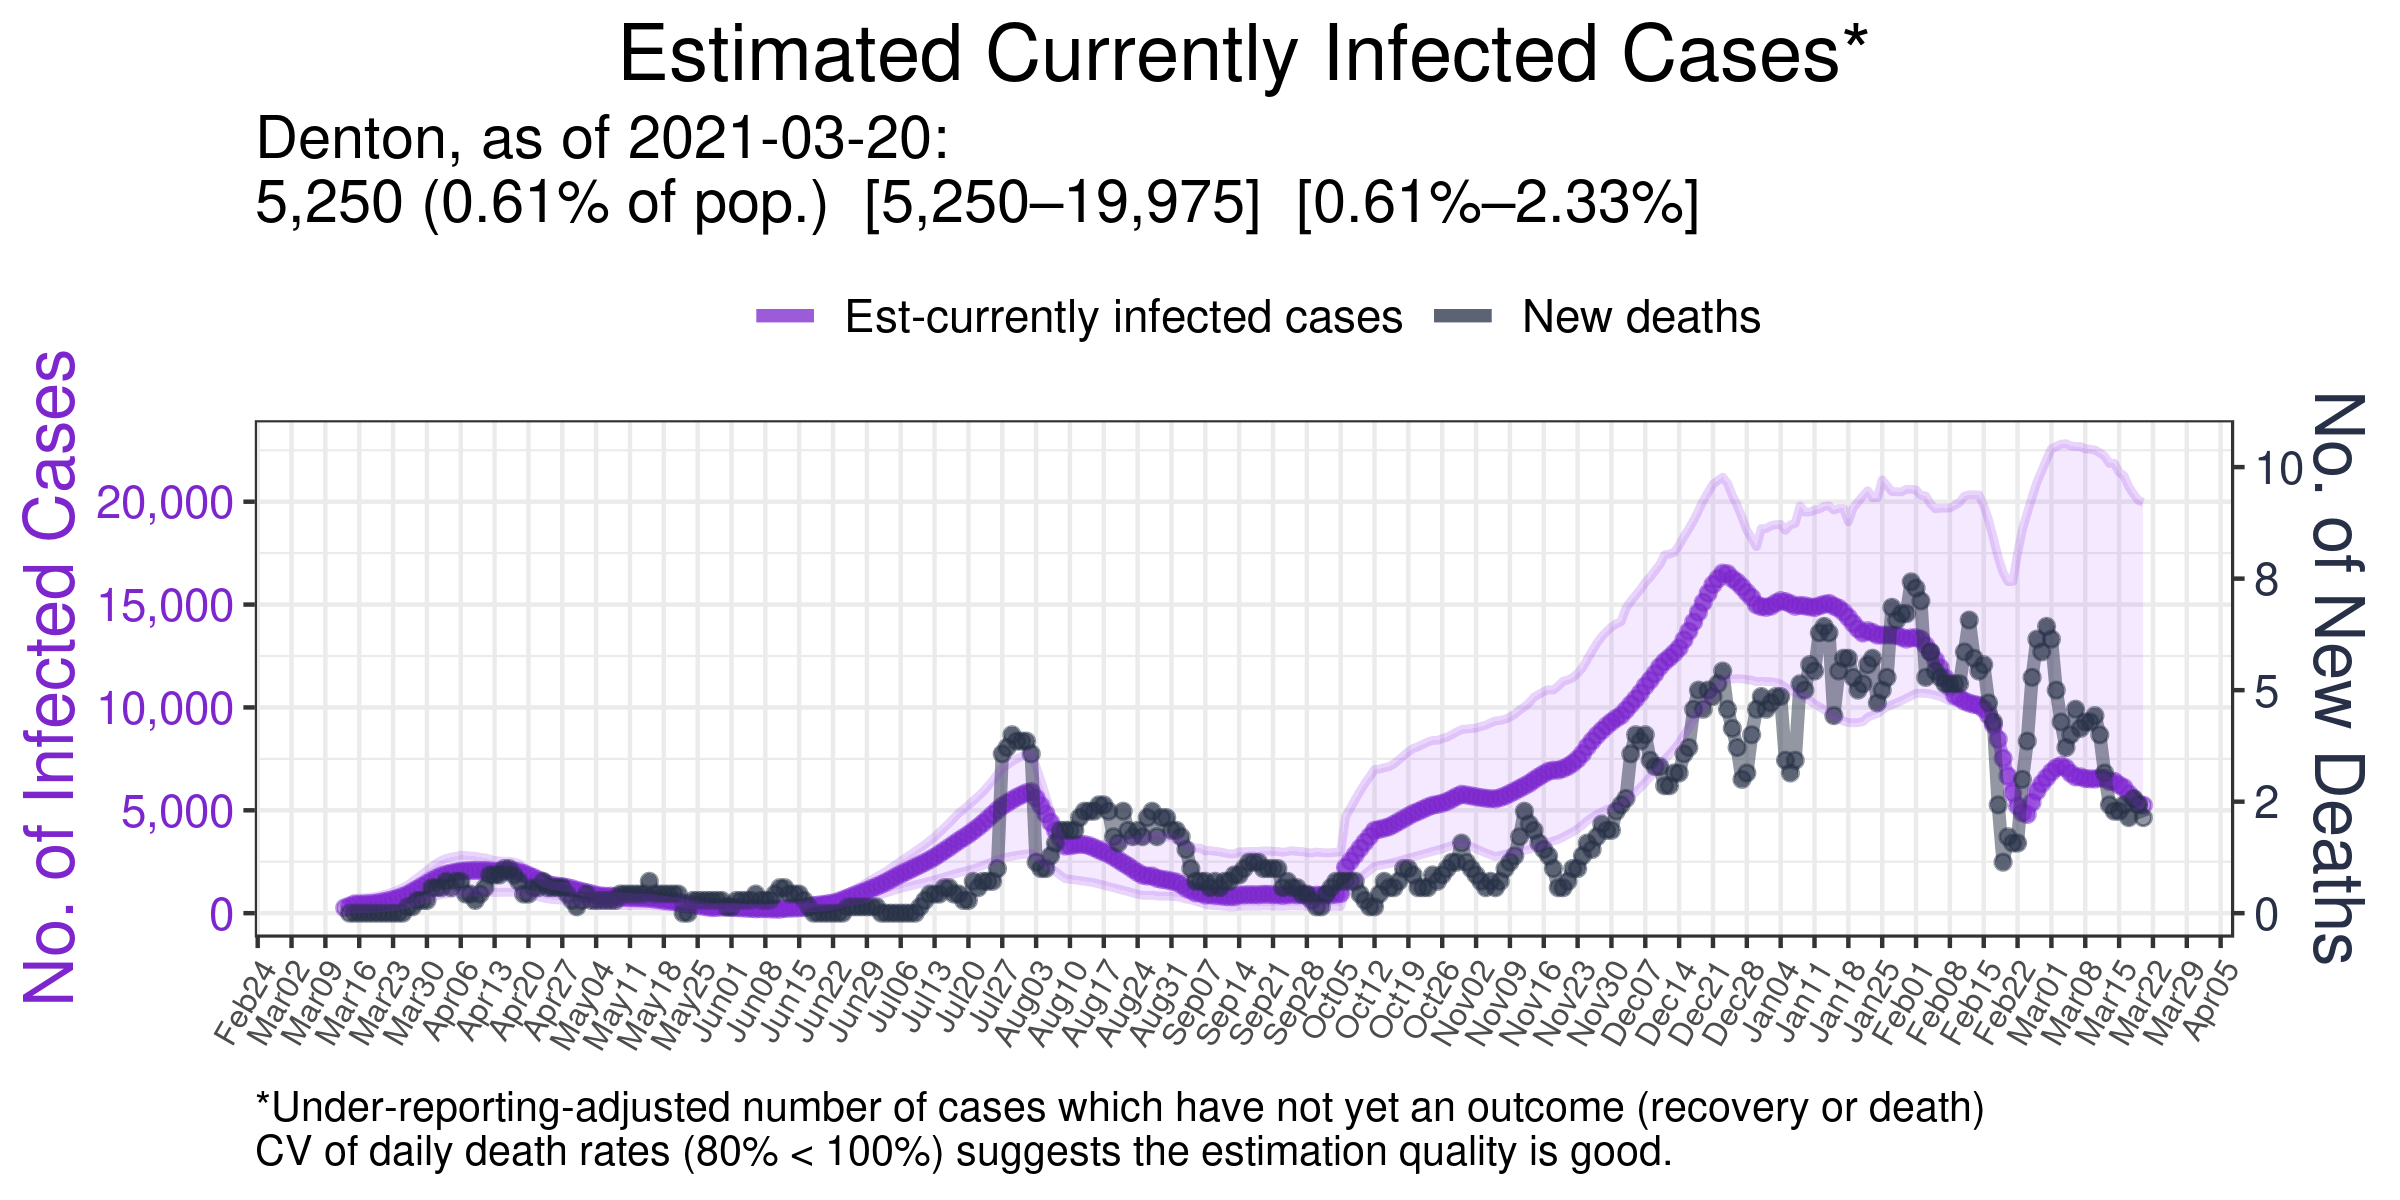 Estimated Currently Infected Cases*
Denton, as of 2021-03-20:
5,250 (0.61% of pop.) [5,250–19,975] [0.61%–2.33%]
Est-currently infected cases
New deaths
No. of Infected Cases
20,000
15,000
10,000
5,000
0
10
8
5
2
0
No. of New Deaths
Feb24
Mar02
Mar09
Mar16
Mar23
Mar30
Apr06
Apr13
Apr20
Apr27
May04
May11
May18
May25
Jun01
Jun08
Jun15
Jun22
Jun29
Jul06
Jul13
Jul20
Jul27
Aug03
Aug10
Aug17
Aug24
Aug31
Sep07
Sep14
Sep21
Sep28
Oct05
Oct12
Oct19
Oct26
Nov02
Nov09
Nov16
Nov23
Nov30
Dec07
Dec14
Dec21
Dec28
Jan04
Jan11
Jan18
Jan25
Feb01
Feb08
Feb15
Feb22
Mar01
Mar08
Mar15
Mar22
Mar29
Apr05
*Under-reporting-adjusted number of cases which have not yet an outcome (recovery or death)
CV of daily death rates (80% < 100%) suggests the estimation quality is good.